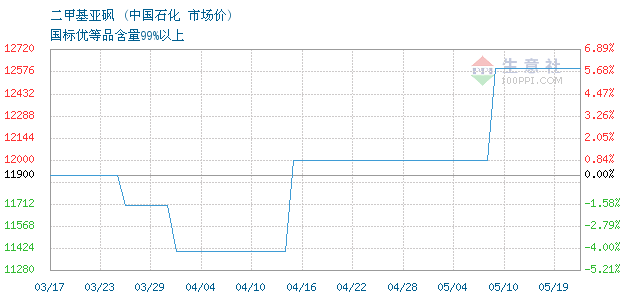 二甲基亚砜 (中国石化 市场价)
国标优等品含量99%以上
12720 6.89%
12576 5.68%
12432 4.47%
12288 3.26%
12144 2.05%
12000 0.84%
11900 0.00%
11712 -1.58%
11568 -2.79%
11424 -4.00%
11280 -5.21%
生意社
100PPI.COM
03/17 03/23 03/29 04/04 04/10 04/16 04/22 04/28 05/04 05/10 05/19